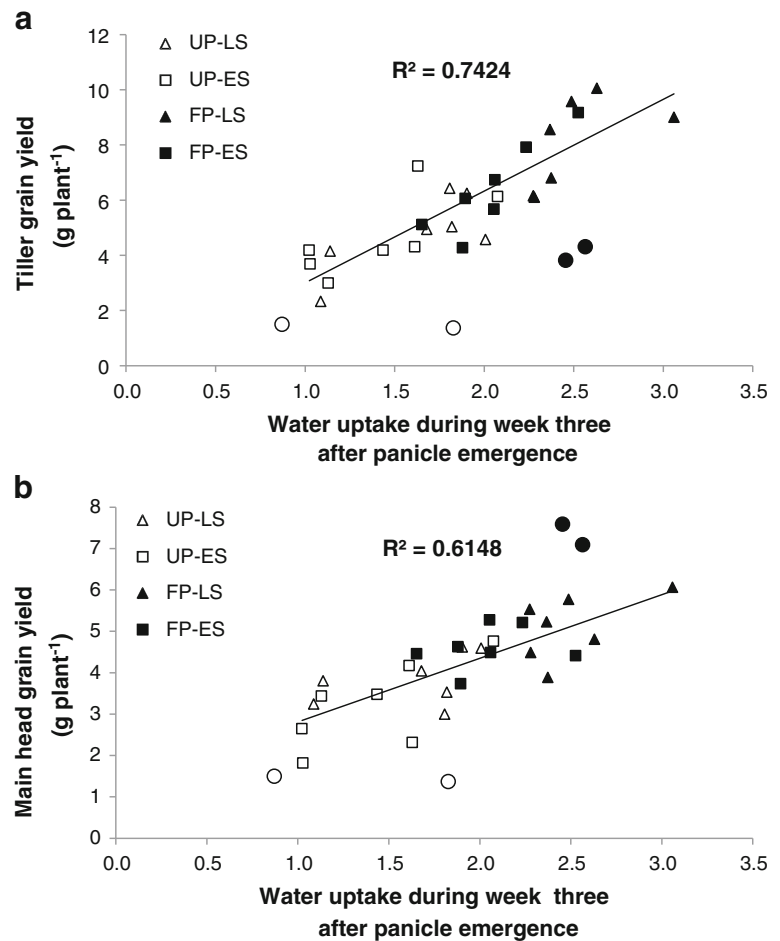 a
12
10
8
6
4
2
0
UP-LS
UP-ES
FP-LS
FP-ES
R² = 0.7424
Tiller grain yield
(g plant⁻¹)
0.0 0.5 1.0 1.5 2.0 2.5 3.0 3.5
Water uptake during week three
after panicle emergence
b
8
7
6
5
4
3
2
1
0
UP-LS
UP-ES
FP-LS
FP-ES
R² = 0.6148
Main head grain yield
(g plant⁻¹)
0.0 0.5 1.0 1.5 2.0 2.5 3.0 3.5
Water uptake during week three
after panicle emergence